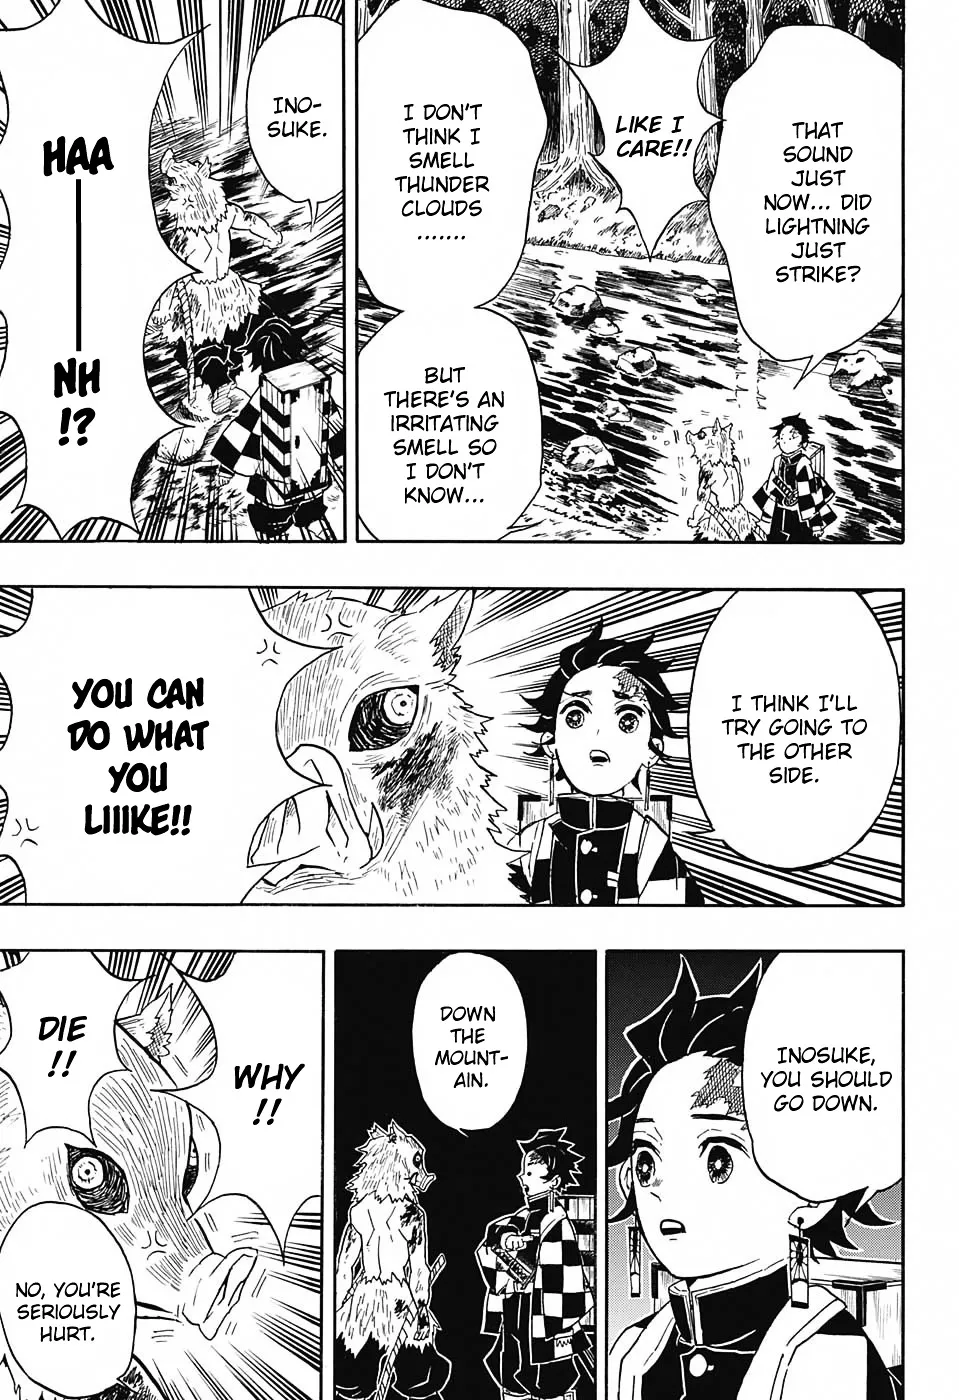 THAT
SOUND
JUST
NOW... DID
LIGHTNING
JUST
STRIKE?
LIKE I
CARE!!
I DON'T
THINK I
SMELL
THUNDER
CLOUDS
.......
BUT
THERE'S AN
IRRITATING
SMELL SO
I DON'T
KNOW...
INO-
SUKE.
HAA
NH
!?
I THINK I'LL
TRY GOING TO
THE OTHER
SIDE.
YOU CAN
DO WHAT
YOU
LIIIKE!!
INOSUKE,
YOU SHOULD
GO DOWN.
DOWN
THE
MOUNT-
AIN.
WHY
!!
DIE
!!
NO, YOU'RE
SERIOUSLY
HURT.